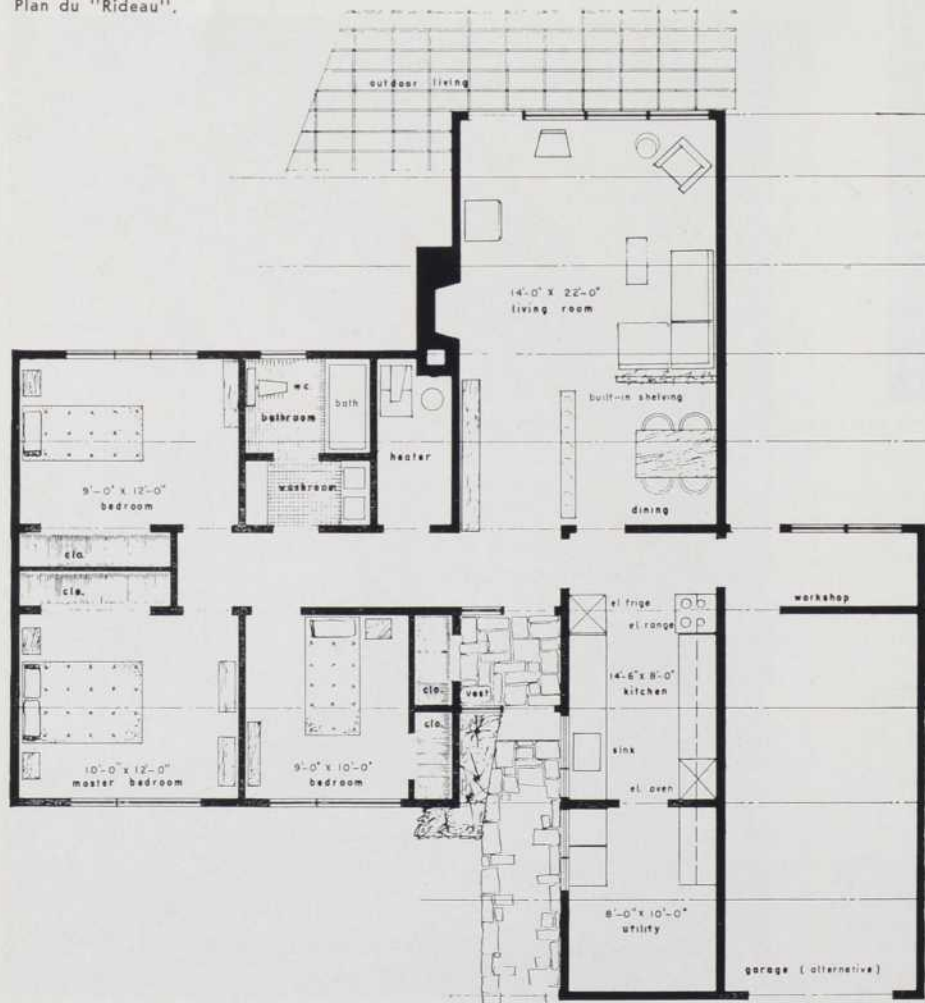 Plan du "Rideau".
outdoor living
14'-0" X 22'-0"
living room
built-in shelving
wc
bathroom
bath
heater
washroom
9'-0" X 12'-0"
bedroom
dining
clo.
clo.
workshop
el frige
el. range
14'-6" X 8'-0"
kitchen
clo.
vest
clo.
sink
10'-0" X 12'-0"
master bedroom
9'-0" X 10'-0"
bedroom
el. oven
8'-0" X 10'-0"
utility
garage ( alternative )